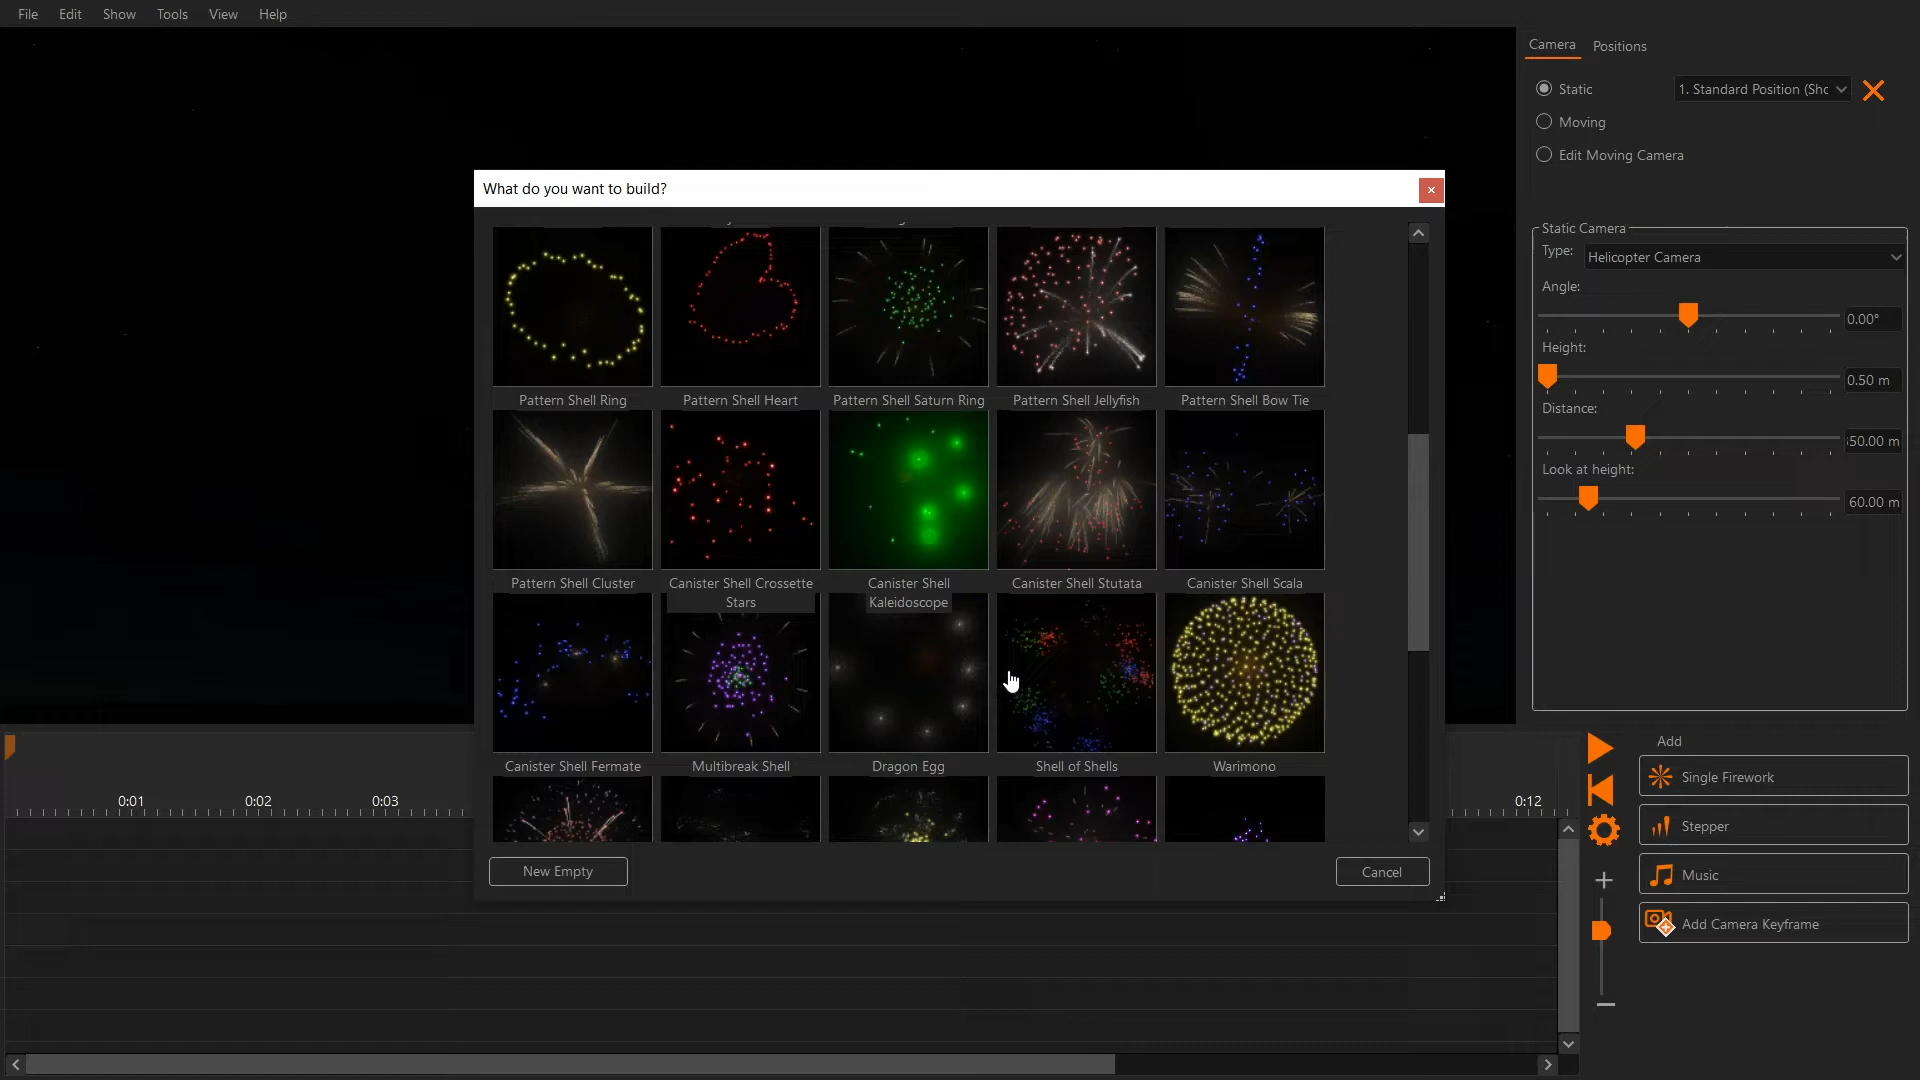 File Edit Show Tools View Help
Camera Positions
Static
1. Standard Position (Shc
Moving
Edit Moving Camera
What do you want to build?
Static Camera
Type: Helicopter Camera
Angle:
0.00°
Height:
0.50 m
Distance:
50.00 m
Look at height:
60.00 m
Pattern Shell Ring
Pattern Shell Heart
Pattern Shell Saturn Ring
Pattern Shell Jellyfish
Pattern Shell Bow Tie
Pattern Shell Cluster
Canister Shell Crossette
Stars
Canister Shell
Kaleidoscope
Canister Shell Stutata
Canister Shell Scala
Canister Shell Fermate
Multibreak Shell
Dragon Egg
Shell of Shells
Warimono
New Empty
Cancel
0:01 0:02 0:03 0:12
Add
Single Firework
Stepper
Music
Add Camera Keyframe